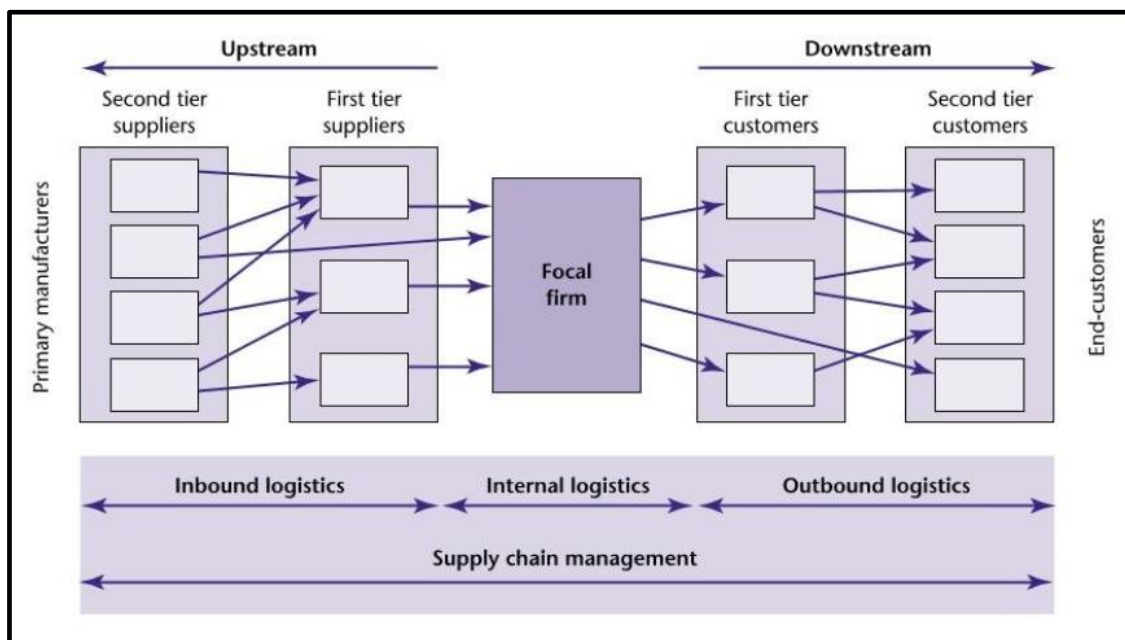 Upstream
Downstream
Second tier
suppliers
First tier
suppliers
First tier
customers
Second tier
customers
Primary manufacturers
Focal
firm
End-customers
Inbound logistics
Internal logistics
Outbound logistics
Supply chain management